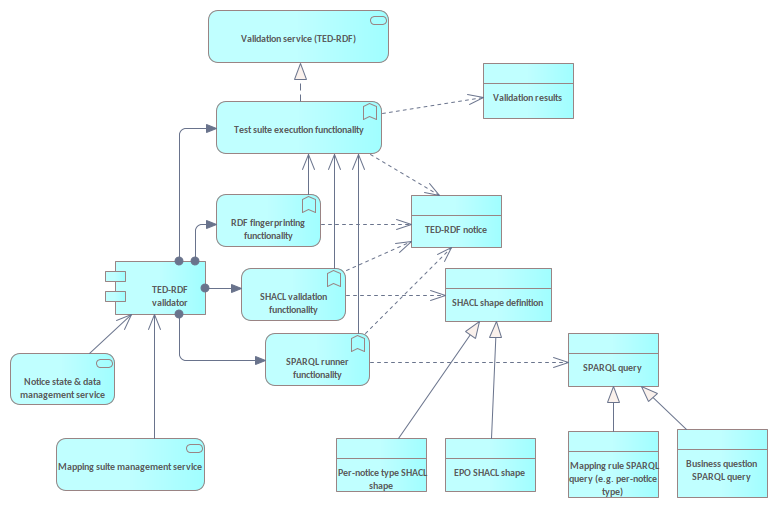 Validation service (TED-RDF)
Validation results
Test suite execution functionality
RDF fingerprinting
functionality
TED-RDF notice
TED-RDF
validator
SHACL validation
functionality
SHACL shape definition
SPARQL runner
functionality
SPARQL query
Notice state & data
management service
Mapping suite management service
Per-notice type SHACL
shape
EPO SHACL shape
Mapping rule SPARQL
query (e.g. per-notice
type)
Business question
SPARQL query